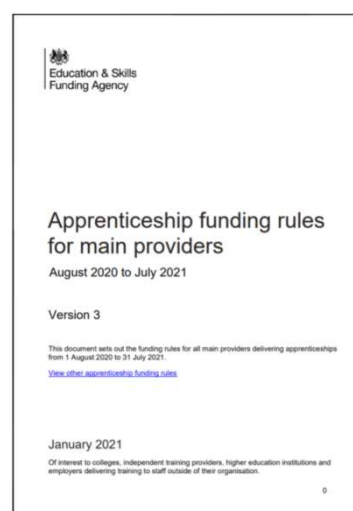 Education & Skills
Funding Agency
Apprenticeship funding rules
for main providers
August 2020 to July 2021
Version 3
This document sets out the funding rules for all main providers delivering apprenticeships
from 1 August 2020 to 31 July 2021.
View other apprenticeship funding rules
January 2021
Of interest to colleges, independent training providers, higher education institutions and
employers delivering training to staff outside of their organisation.
0